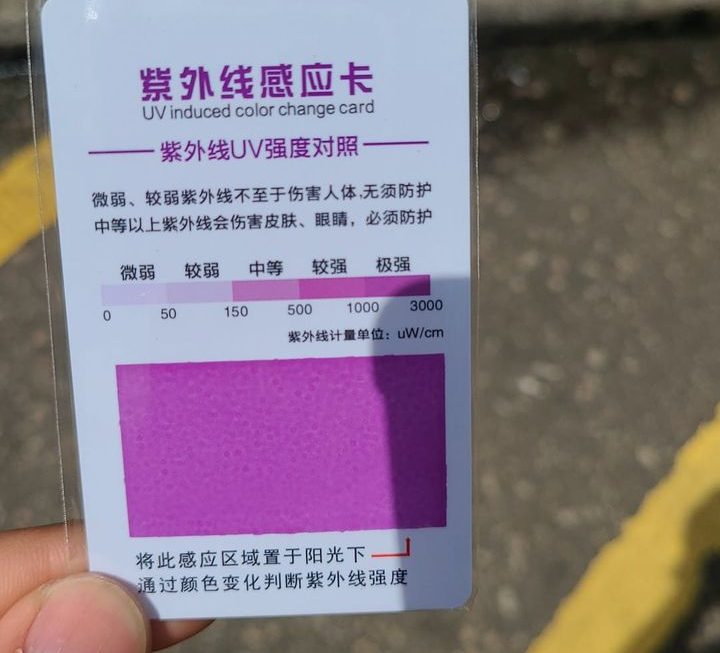 紫外线感应卡
UV induced color change card
紫外线UV强度对照
微弱、较弱紫外线不至于伤害人体,无须防护
中等以上紫外线会伤害皮肤、眼睛，必须防护
微弱 较弱 中等 较强 极强
0 50 150 500 1000 3000
紫外线计量单位：uW/cm
将此感应区域置于阳光下
通过颜色变化判断紫外线强度